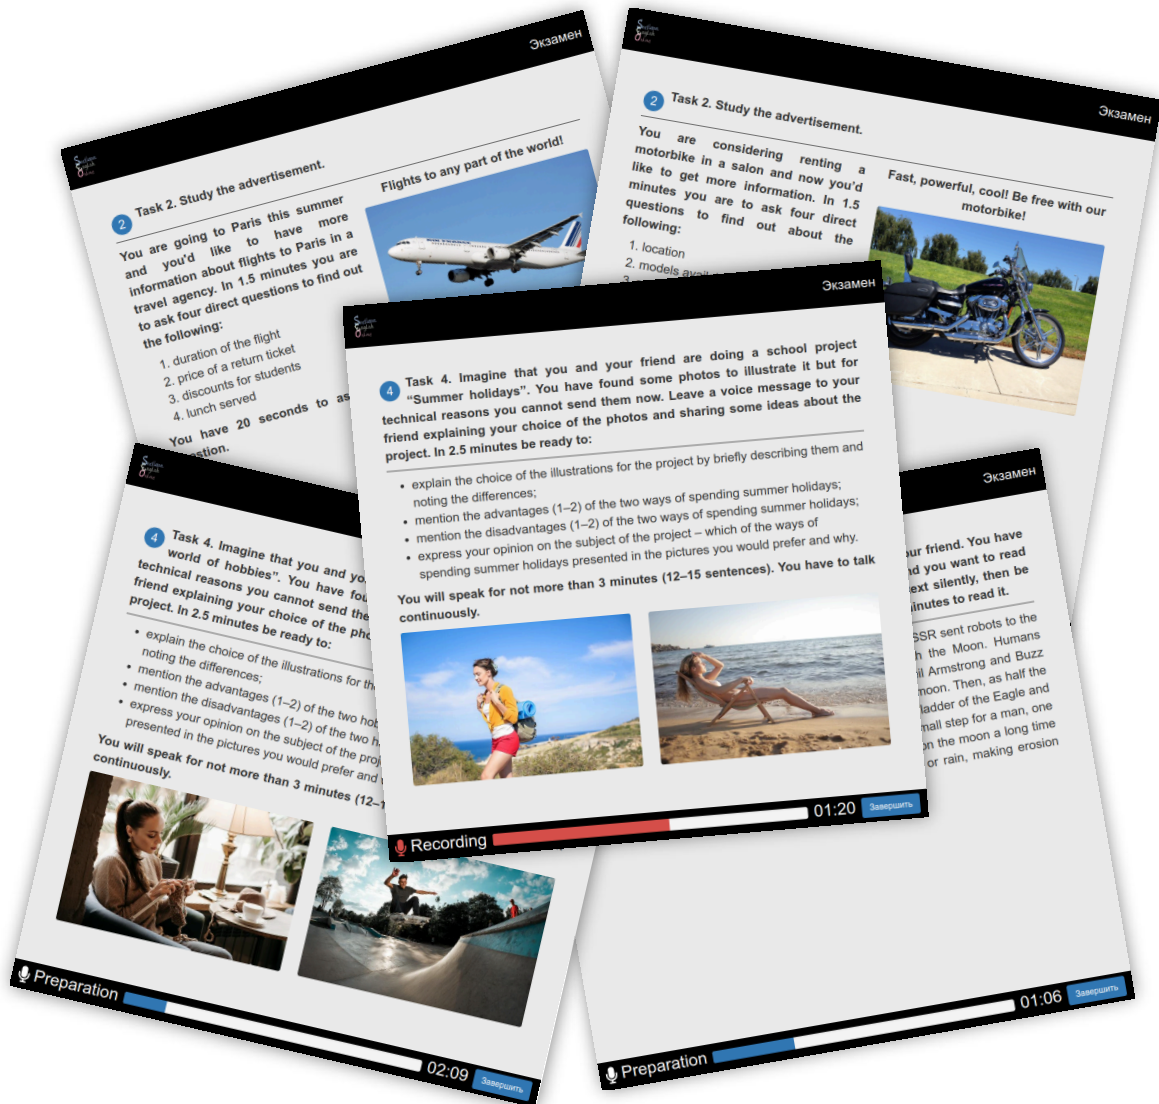 Экзамен
2 Task 2. Study the advertisement.
You are going to Paris this summer
and you'd like to have more
information about flights to Paris in a
travel agency. In 1.5 minutes you are
to ask four direct questions to find out
the following:
1. duration of the flight
2. price of a return ticket
3. discounts for students
4. lunch served
You have 20 seconds to as
estion.
Flights to any part of the world!
AIR FRANCE
Экзамен
2 Task 2. Study the advertisement.
You are considering renting a
motorbike in a salon and now you'd
like to get more information. In 1.5
minutes you are to ask four direct
questions to find out about the
following:
1. location
2. models avai
3.
Fast, powerful, cool! Be free with our
motorbike!
Экзамен
4 Task 4. Imagine that you and your friend are doing a school project
“Summer holidays”. You have found some photos to illustrate it but for
technical reasons you cannot send them now. Leave a voice message to your
friend explaining your choice of the photos and sharing some ideas about the
project. In 2.5 minutes be ready to:
• explain the choice of the illustrations for the project by briefly describing them and
noting the differences;
• mention the advantages (1–2) of the two ways of spending summer holidays;
• mention the disadvantages (1–2) of the two ways of spending summer holidays;
• express your opinion on the subject of the project – which of the ways of
spending summer holidays presented in the pictures you would prefer and why.
You will speak for not more than 3 minutes (12–15 sentences). You have to talk
continuously.
Recording 01:20 Завершить
4 Task 4. Imagine that you and yo
world of hobbies”. You have fou
technical reasons you cannot send the
friend explaining your choice of the pho
project. In 2.5 minutes be ready to:
• explain the choice of the illustrations for the
noting the differences;
• mention the advantages (1–2) of the two hob
• mention the disadvantages (1–2) of the two h
• express your opinion on the subject of the proj
presented in the pictures you would prefer and
You will speak for not more than 3 minutes (12–1
continuously.
Preparation 02:09 Завершить
Экзамен
ur friend. You have
d you want to read
ext silently, then be
inutes to read it.
SSR sent robots to the
h the Moon. Humans
il Armstrong and Buzz
moon. Then, as half the
ladder of the Eagle and
mall step for a man, one
on the moon a long time
or rain, making erosion
Preparation 01:06 Завершить